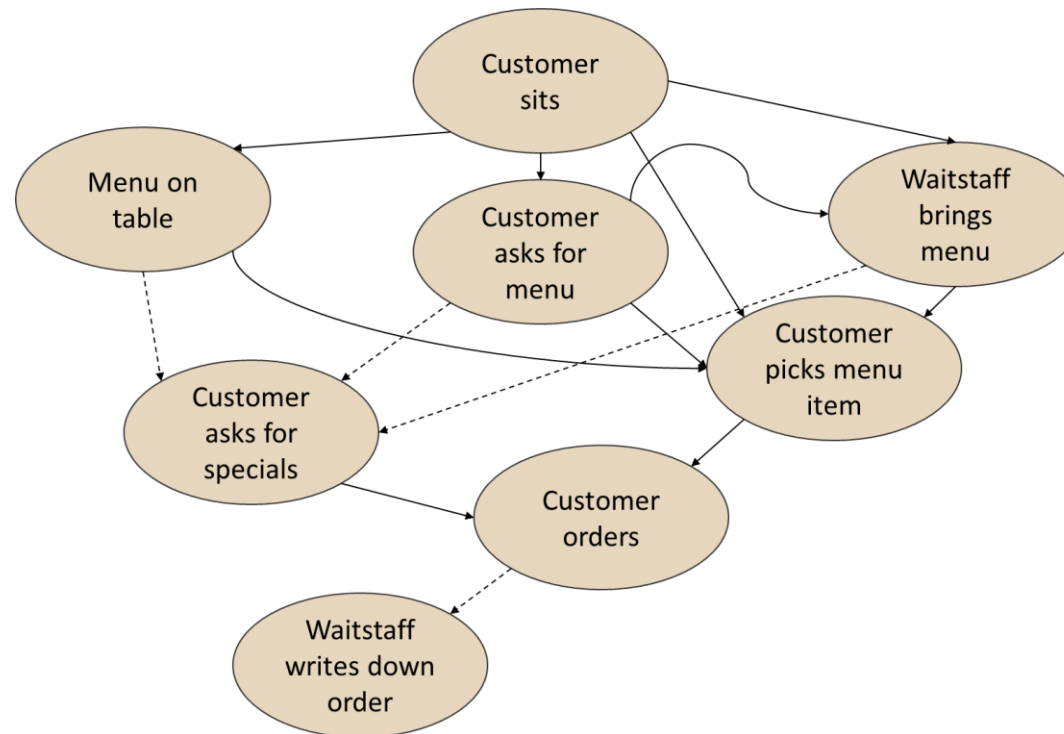 Customer
sits
Menu on
table
Customer
asks for
menu
Waitstaff
brings
menu
Customer
picks menu
item
Customer
asks for
specials
Customer
orders
Waitstaff
writes down
order